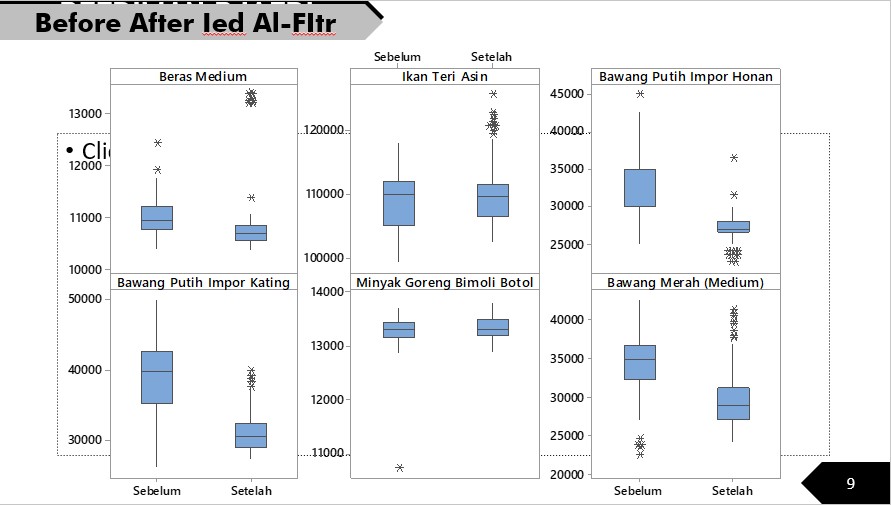 Before After Ied Al-FItr
Sebelum Setelah
Beras Medium
Ikan Teri Asin
Bawang Putih Impor Honan
13000
12000
11000
10000
120000
110000
100000
45000
40000
35000
30000
25000
• Clic
Bawang Putih Impor Kating
Minyak Goreng Bimoli Botol
Bawang Merah (Medium)
50000
40000
30000
14000
13000
12000
11000
40000
35000
30000
25000
20000
Sebelum Setelah
Sebelum Setelah
9